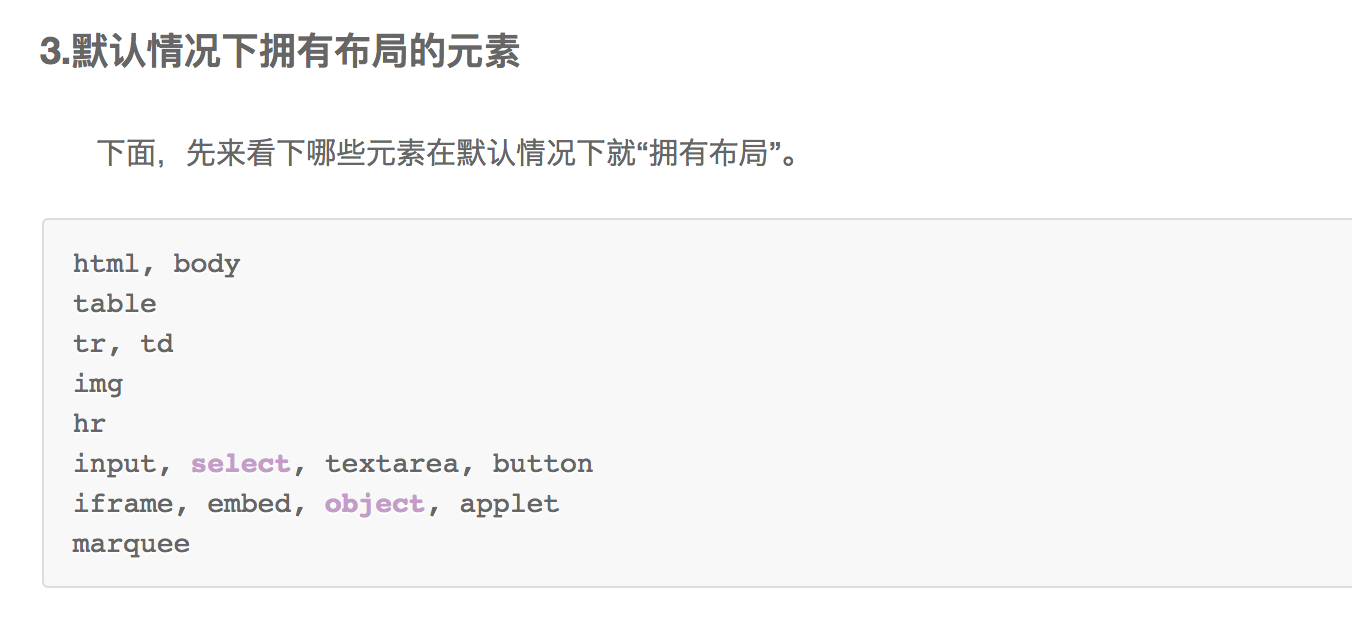 3.默认情况下拥有布局的元素
下面，先来看下哪些元素在默认情况下就“拥有布局”。
html, body
table
tr, td
img
hr
input, select, textarea, button
iframe, embed, object, applet
marquee